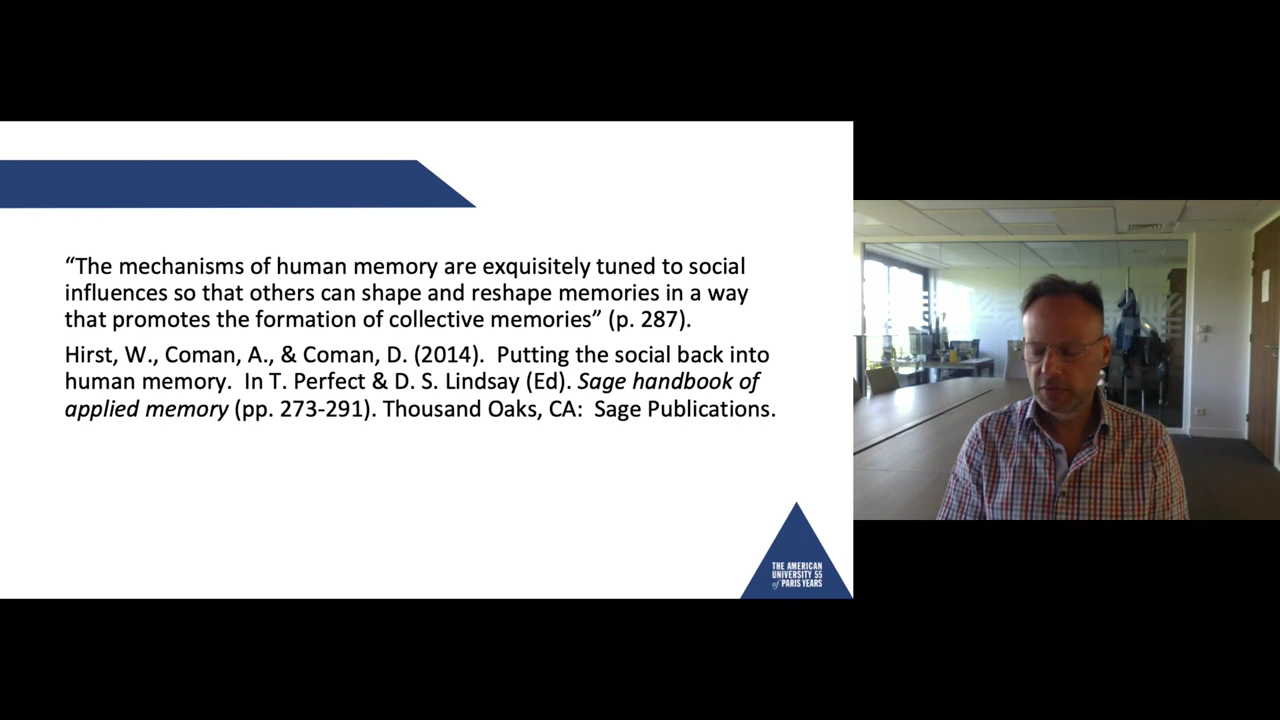 “The mechanisms of human memory are exquisitely tuned to social
influences so that others can shape and reshape memories in a way
that promotes the formation of collective memories” (p. 287).
Hirst, W., Coman, A., & Coman, D. (2014).  Putting the social back into
human memory.  In T. Perfect & D. S. Lindsay (Ed). Sage handbook of
applied memory (pp. 273-291). Thousand Oaks, CA:  Sage Publications.
THE AMERICAN
UNIVERSITY 55
of PARIS YEARS